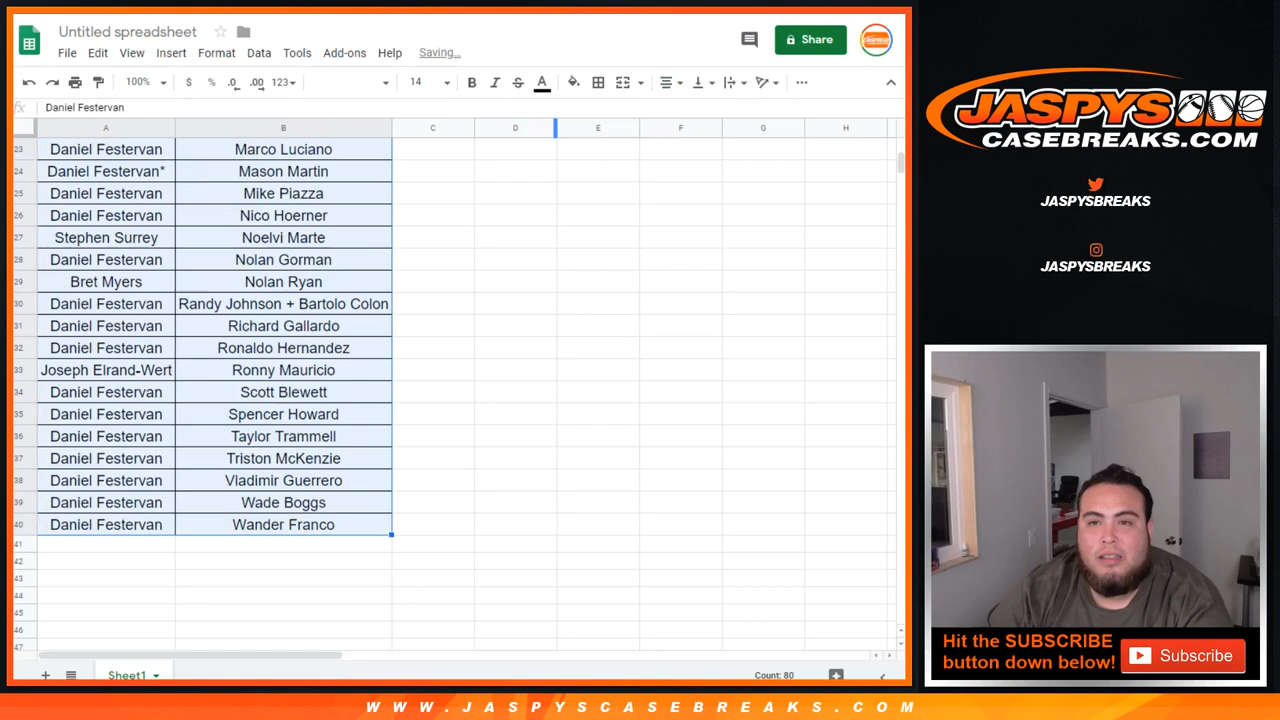 Untitled spreadsheet
File Edit View Insert Format Data Tools Add-ons Help Saving…
Share
100% $ % .0 .00 123 14 B I S A
fx Daniel Festervan
A B C D E F G H
23 Daniel Festervan Marco Luciano
24 Daniel Festervan* Mason Martin
25 Daniel Festervan Mike Piazza
26 Daniel Festervan Nico Hoerner
27 Stephen Surrey Noelvi Marte
28 Daniel Festervan Nolan Gorman
29 Bret Myers Nolan Ryan
30 Daniel Festervan Randy Johnson + Bartolo Colon
31 Daniel Festervan Richard Gallardo
32 Daniel Festervan Ronaldo Hernandez
33 Joseph Elrand-Wert Ronny Mauricio
34 Daniel Festervan Scott Blewett
35 Daniel Festervan Spencer Howard
36 Daniel Festervan Taylor Trammell
37 Daniel Festervan Triston McKenzie
38 Daniel Festervan Vladimir Guerrero
39 Daniel Festervan Wade Boggs
40 Daniel Festervan Wander Franco
41
42
43
44
45
46
47
Sheet1
Count: 80
JASPYS
CASEBREAKS.COM
JASPYSBREAKS
JASPYSBREAKS
Hit the SUBSCRIBE
button down below!
Subscribe
WWW.JASPYSCASEBREAKS.COM